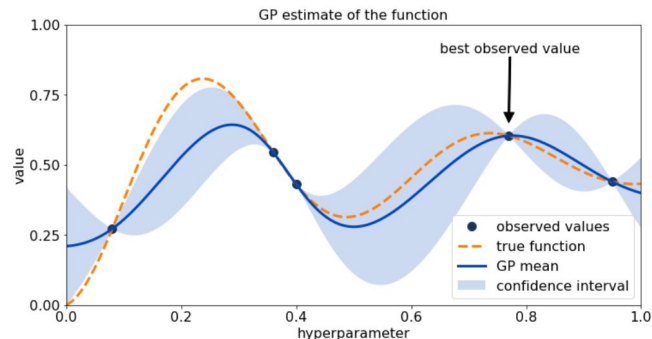 GP estimate of the function
best observed value
value
1.00
0.75
0.50
0.25
0.00
observed values
true function
GP mean
confidence interval
0.0 0.2 0.4 0.6 0.8 1.0
hyperparameter